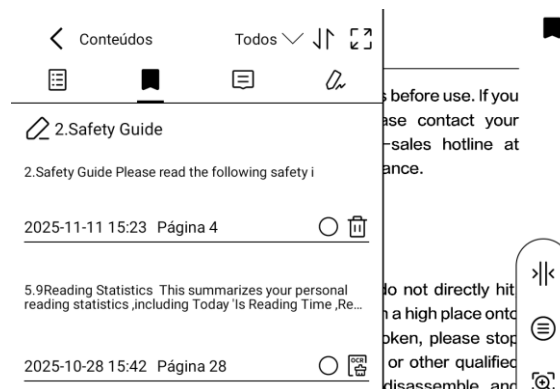 Conteúdos
Todos
2.Safety Guide
2.Safety Guide Please read the following safety i
2025-11-11 15:23 Página 4
5.9Reading Statistics This summarizes your personal
reading statistics ,including Today 'Is Reading Time ,Re...
2025-10-28 15:42 Página 28
OCR
before use. If you
contact your
-sales hotline at
do not directly hit
a high place onto
please stop
or other qualified
disassemble, and